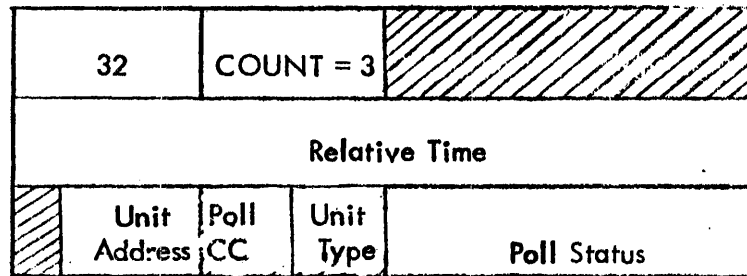 32 COUNT = 3
Relative Time
Unit Poll Unit
Address CC Type Poll Status